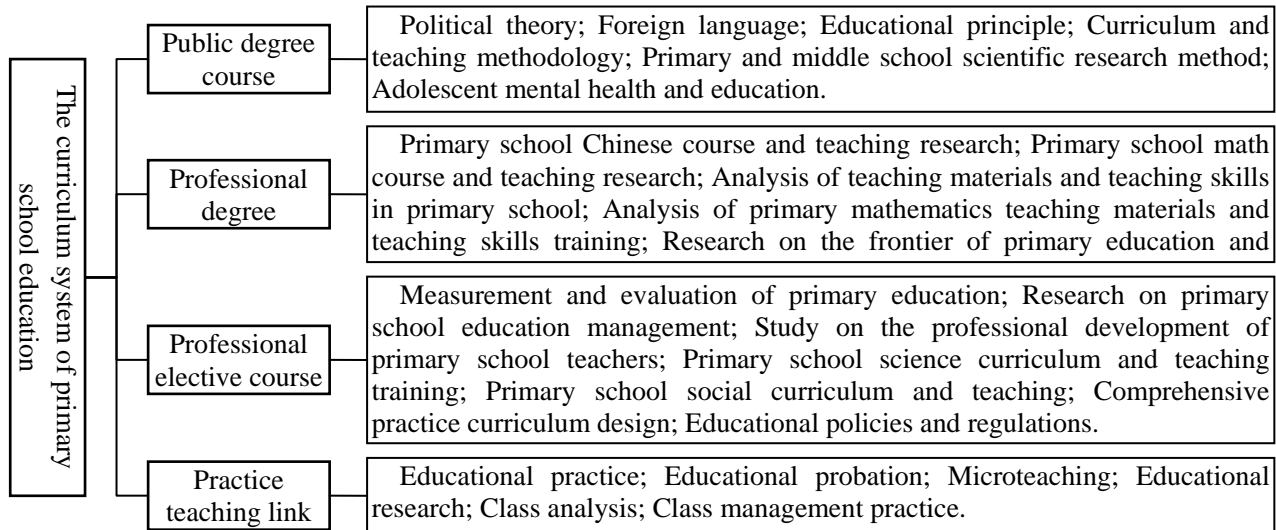 The curriculum system of primary
school education
Public degree
course
Political theory; Foreign language; Educational principle; Curriculum and
teaching methodology; Primary and middle school scientific research method;
Adolescent mental health and education.
Professional
degree
Primary school Chinese course and teaching research; Primary school math
course and teaching research; Analysis of teaching materials and teaching skills
in primary school; Analysis of primary mathematics teaching materials and
teaching skills training; Research on the frontier of primary education and
Professional
elective course
Measurement and evaluation of primary education; Research on primary
school education management; Study on the professional development of
primary school teachers; Primary school science curriculum and teaching
training; Primary school social curriculum and teaching; Comprehensive
practice curriculum design; Educational policies and regulations.
Practice
teaching link
Educational practice; Educational probation; Microteaching; Educational
research; Class analysis; Class management practice.